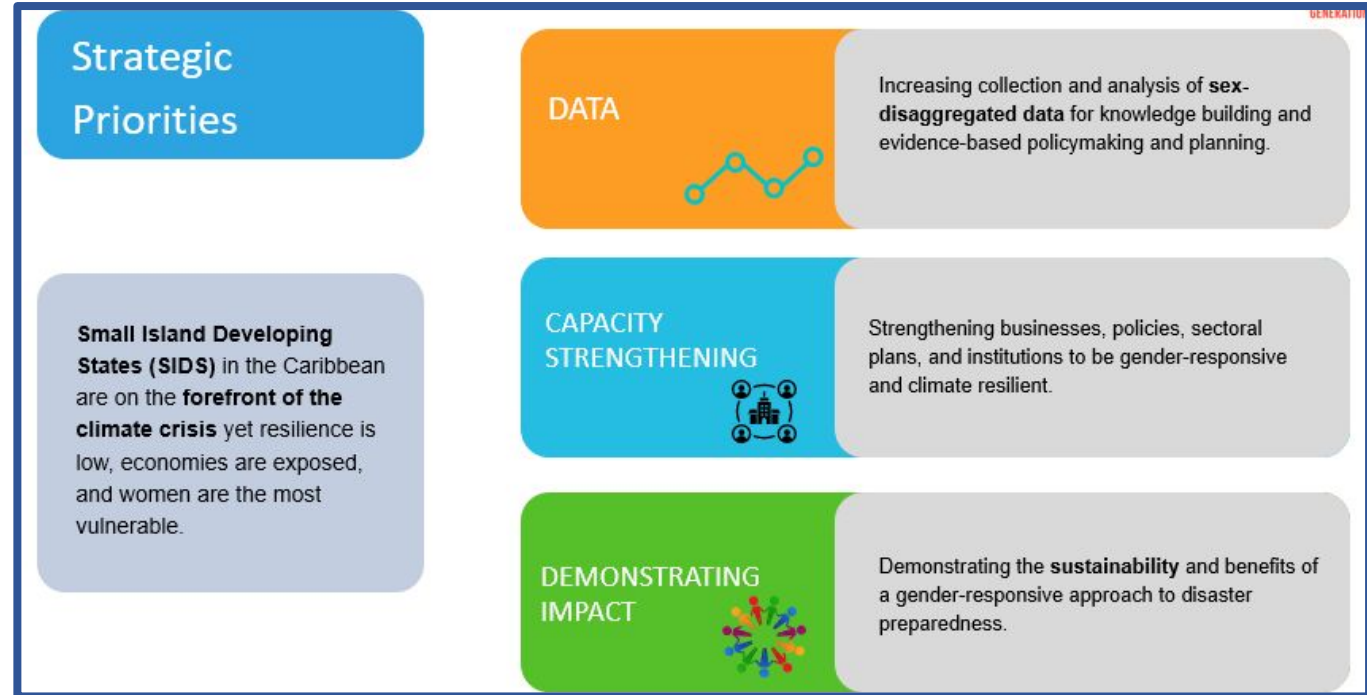 GENERATION
Strategic
Priorities
Small Island Developing
States (SIDS) in the Caribbean
are on the forefront of the
climate crisis yet resilience is
low, economies are exposed,
and women are the most
vulnerable.
DATA
Increasing collection and analysis of sex-
disaggregated data for knowledge building and
evidence-based policymaking and planning.
CAPACITY
STRENGTHENING
Strengthening businesses, policies, sectoral
plans, and institutions to be gender-responsive
and climate resilient.
DEMONSTRATING
IMPACT
Demonstrating the sustainability and benefits of
a gender-responsive approach to disaster
preparedness.